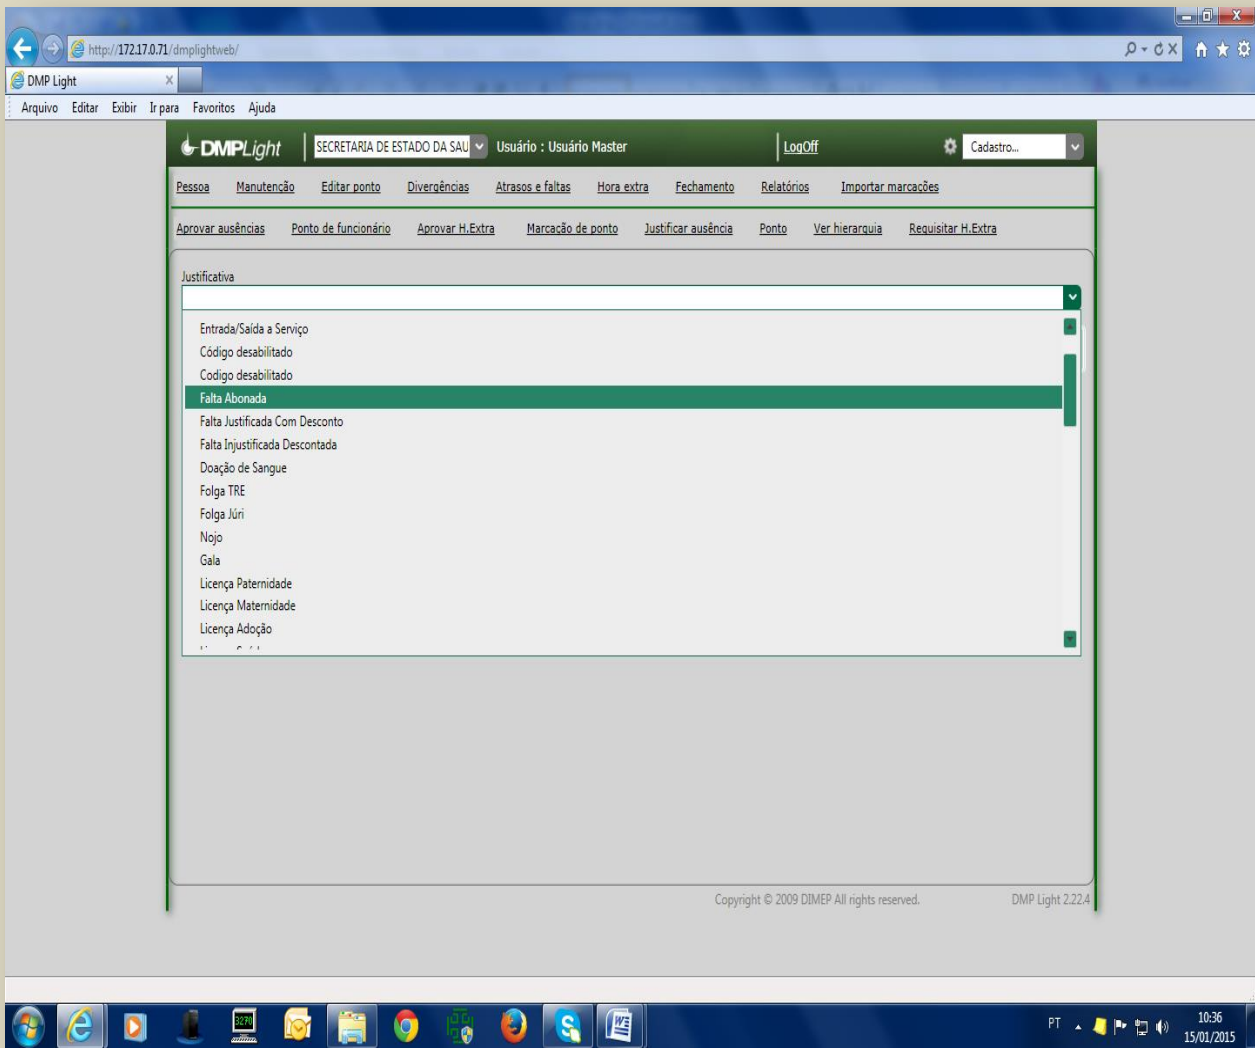 http://172.17.0.71/dmplightweb/
DMP Light
Arquivo Editar Exibir Ir para Favoritos Ajuda
DMPLight SECRETARIA DE ESTADO DA SAU Usuário : Usuário Master LogOff Cadastro...
Pessoa Manutenção Editar ponto Divergências Atrasos e faltas Hora extra Fechamento Relatórios Importar marcações
Aprovar ausências Ponto de funcionário Aprovar H.Extra Marcação de ponto Justificar ausência Ponto Ver hierarquia Requisitar H.Extra
Justificativa
Entrada/Saída a Serviço
Código desabilitado
Codigo desabilitado
Falta Abonada
Falta Justificada Com Desconto
Falta Injustificada Descontada
Doação de Sangue
Folga TRE
Folga Júri
Nojo
Gala
Licença Paternidade
Licença Maternidade
Licença Adoção
Copyright © 2009 DIMEP All rights reserved. DMP Light 2.22.4
3270
PT 10:36
15/01/2015